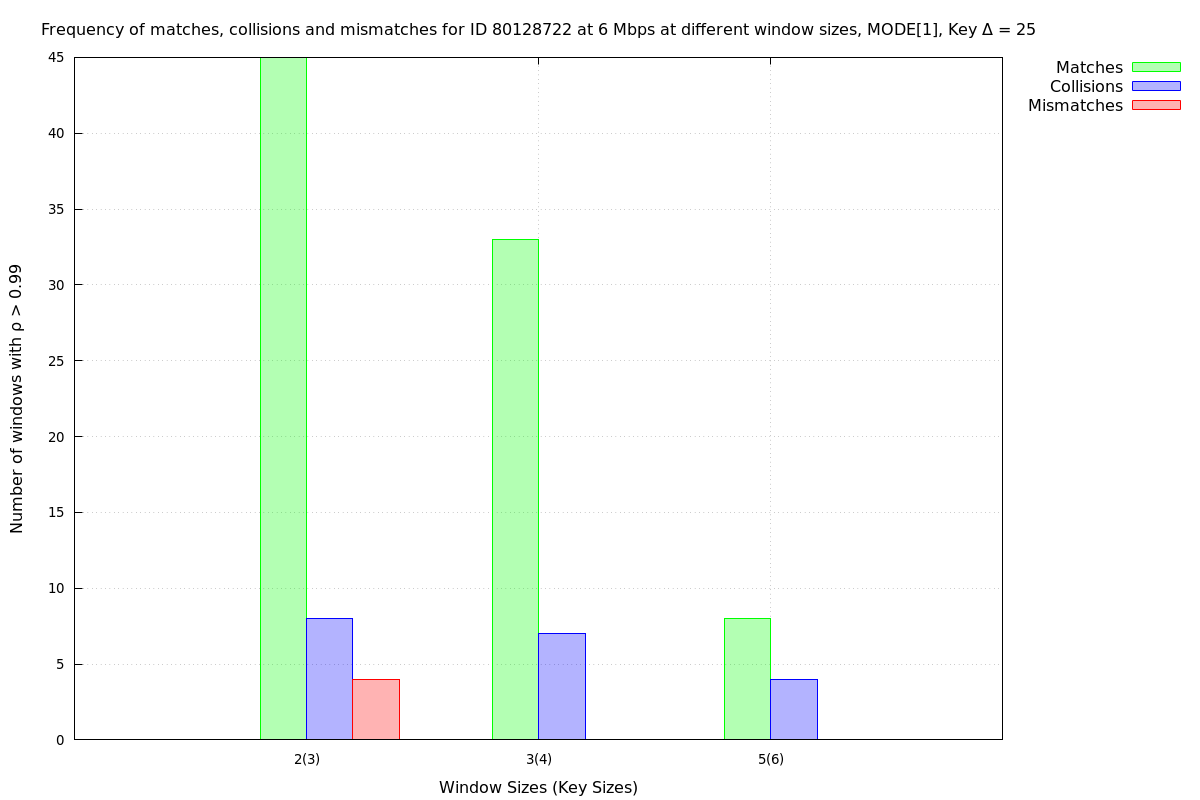 Frequency of matches, collisions and mismatches for ID 80128722 at 6 Mbps at different window sizes, MODE[1], Key Δ = 25
Matches
Collisions
Mismatches
Number of windows with ρ > 0.99
45
40
35
30
25
20
15
10
5
0
2(3)
3(4)
5(6)
Window Sizes (Key Sizes)